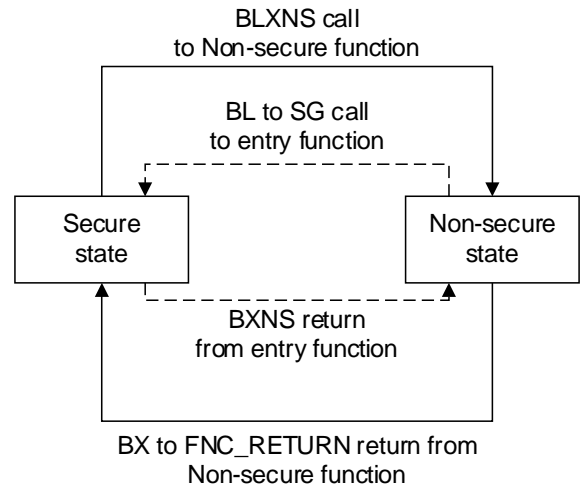 BLXNS call
to Non-secure function
BL to SG call
to entry function
Secure
state
Non-secure
state
BXNS return
from entry function
BX to FNC_RETURN return from
Non-secure function